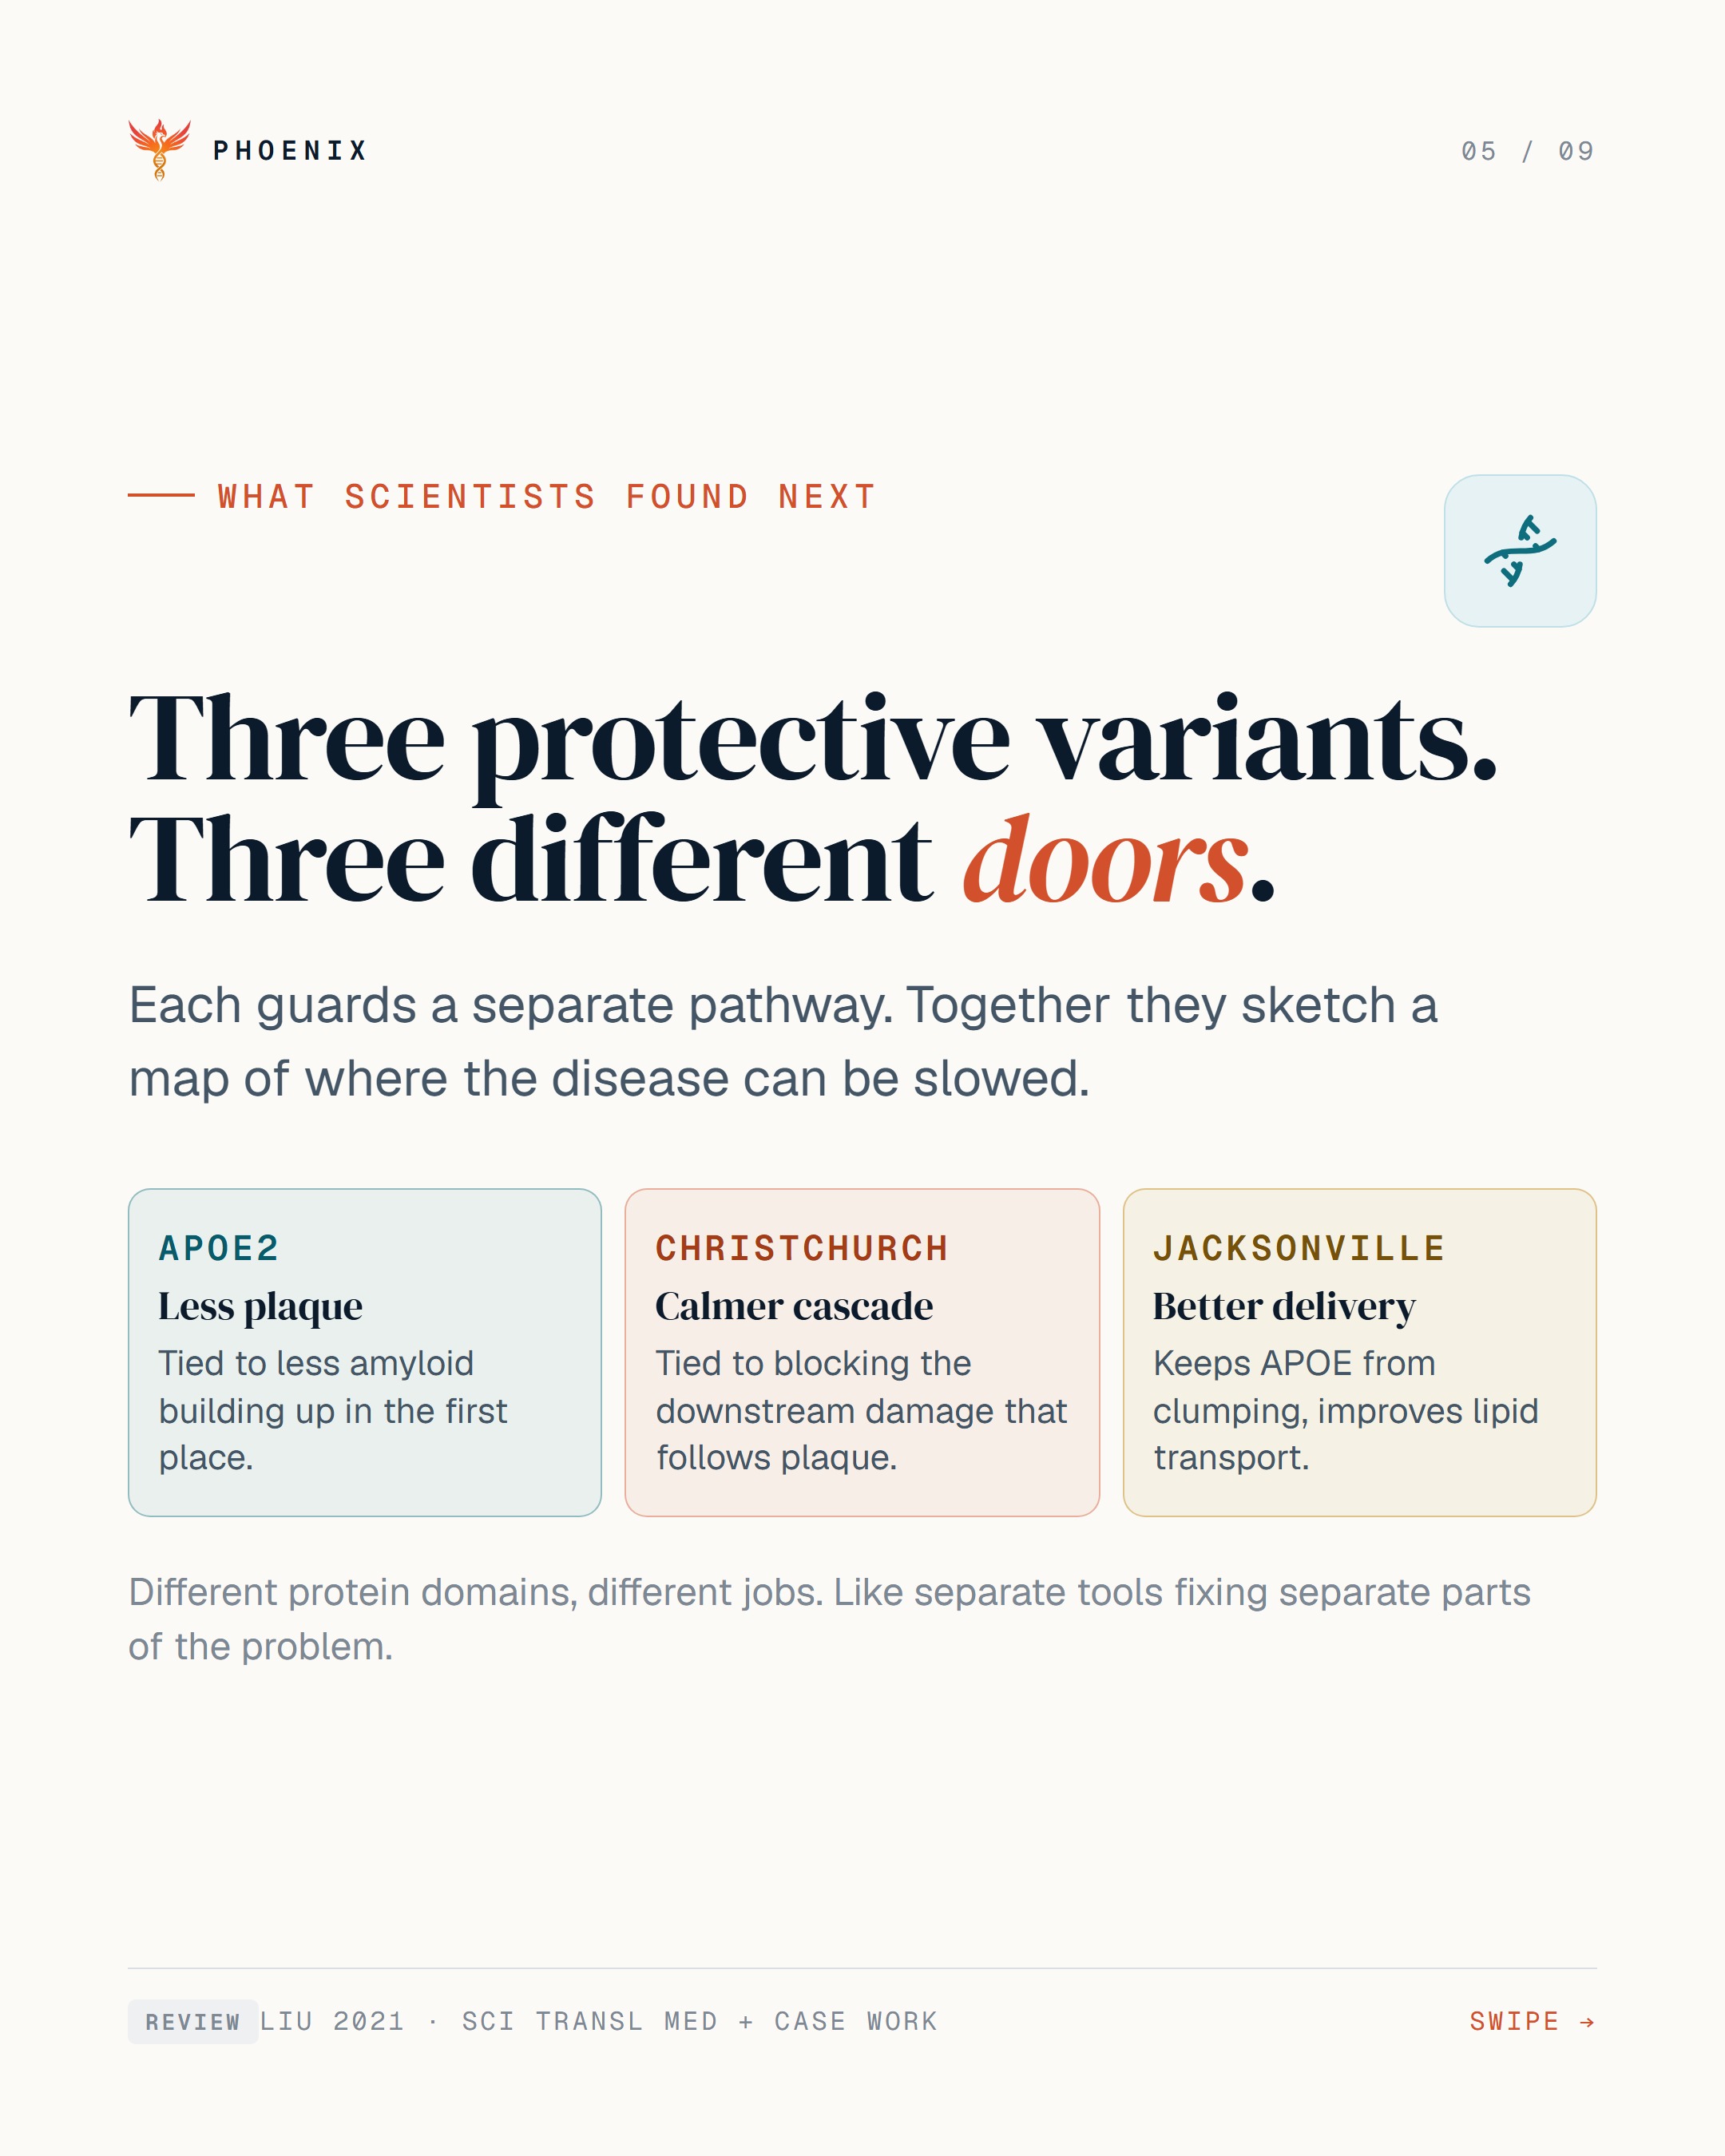 PHOENIX
05 / 09
WHAT SCIENTISTS FOUND NEXT
Three protective variants.
Three different doors.
Each guards a separate pathway. Together they sketch a
map of where the disease can be slowed.
APOE2
Less plaque
Tied to less amyloid
building up in the first
place.
CHRISTCHURCH
Calmer cascade
Tied to blocking the
downstream damage that
follows plaque.
JACKSONVILLE
Better delivery
Keeps APOE from
clumping, improves lipid
transport.
Different protein domains, different jobs. Like separate tools fixing separate parts
of the problem.
REVIEW LIU 2021 · SCI TRANSL MED + CASE WORK
SWIPE →